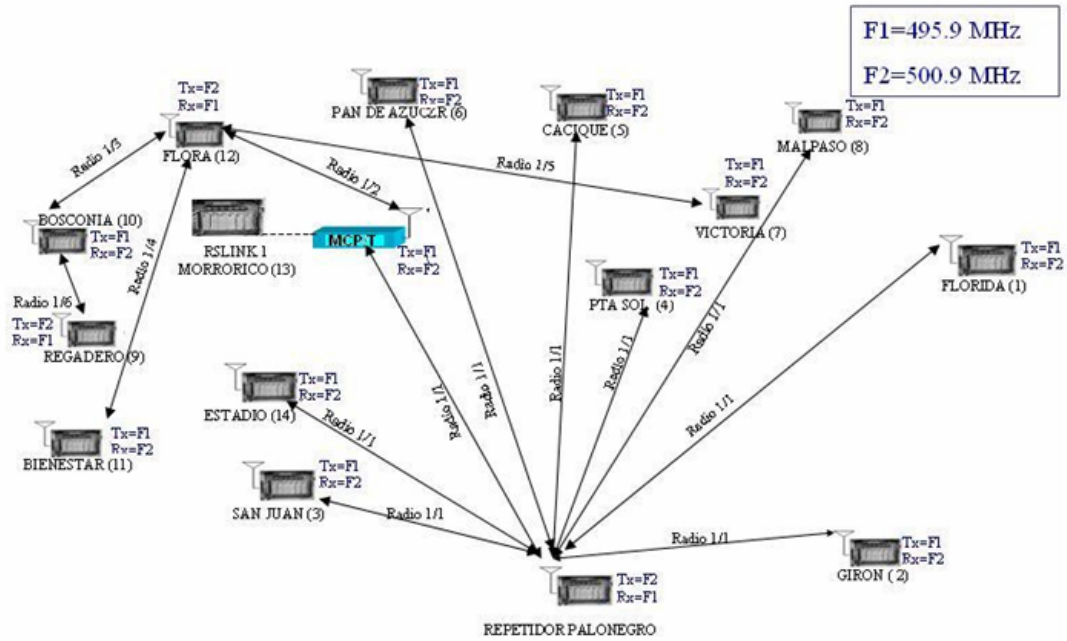 F1=495.9 MHz
F2=500.9 MHz
Tx=F2
Rx=F1
FLORA (12)
Tx=F1
Rx=F2
PAN DE AZUCZR (6)
Tx=F1
Rx=F2
CACIQUE (5)
Tx=F1
Rx=F2
MALPASO (8)
Radio 1/3
Radio 1/2
Radio 1/5
BOSCONIA (10)
Tx=F1
Rx=F2
Radio 1/4
RSLINK 1
MORRORICO (13)
MCP-T
Tx=F1
Rx=F2
Tx=F1
Rx=F2
VICTORIA (7)
Tx=F1
Rx=F2
PTA SOL (4)
Tx=F1
Rx=F2
FLORIDA (1)
Radio 1/6
Tx=F2
Rx=F1
REGADERO (9)
Tx=F1
Rx=F2
ESTADIO (14)
Radio 1/1
Radio 1/1
Radio 1/1
Radio 1/1
Radio 1/1
Radio 1/1
Radio 1/1
Tx=F1
Rx=F2
BIENESTAR (11)
Tx=F1
Rx=F2
SAN JUAN (3)
Radio 1/1
Radio 1/1
Tx=F1
Rx=F2
GIRON ( 2)
Tx=F2
Rx=F1
REPETIDOR PALONEGRO